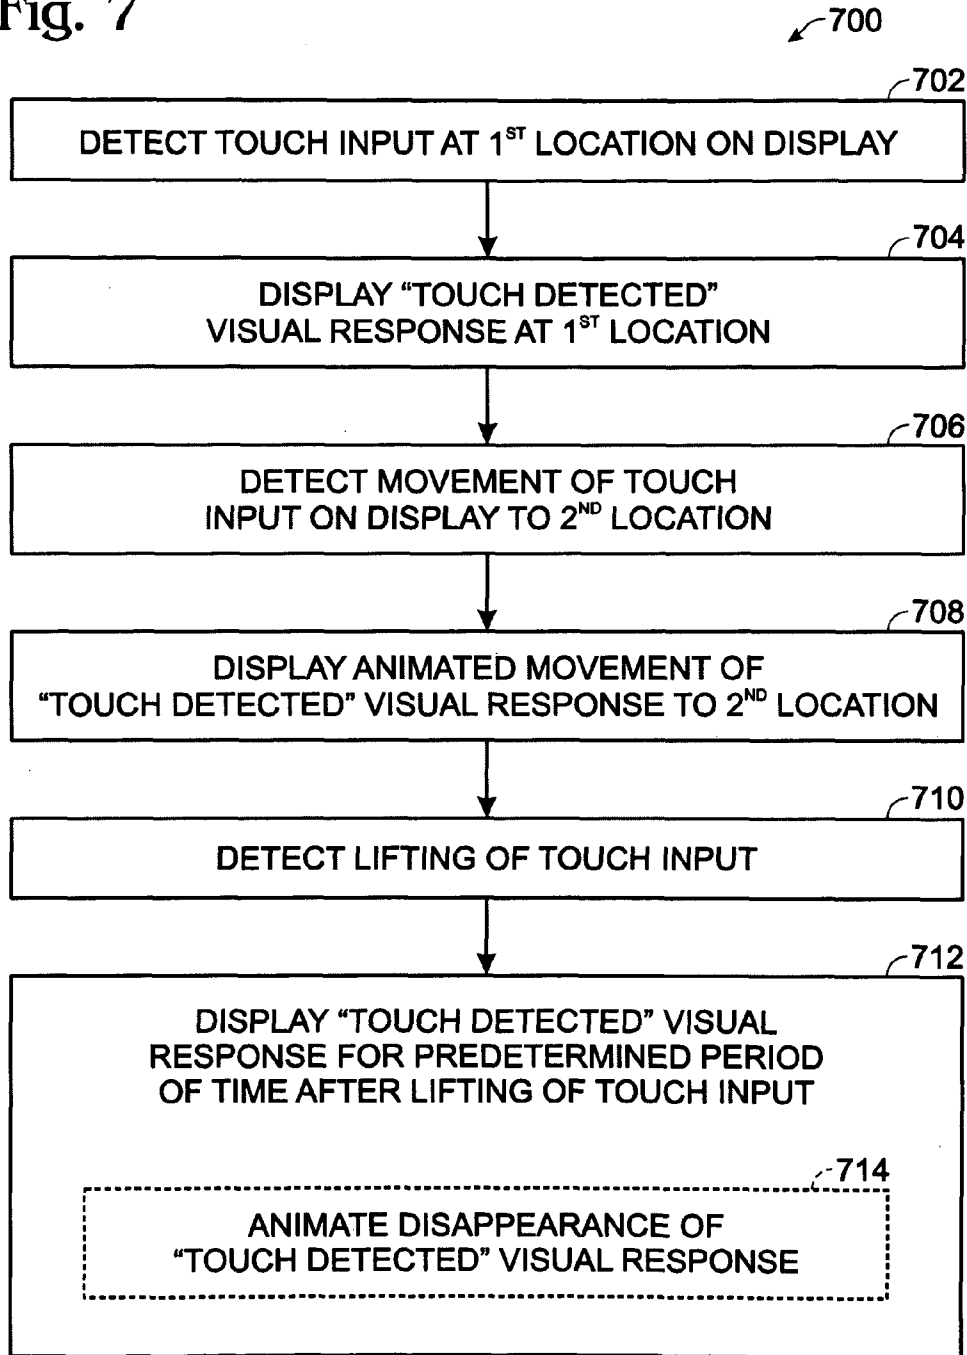 Fig. 7
700
702
DETECT TOUCH INPUT AT 1ST LOCATION ON DISPLAY
704
DISPLAY “TOUCH DETECTED”
VISUAL RESPONSE AT 1ST LOCATION
706
DETECT MOVEMENT OF TOUCH
INPUT ON DISPLAY TO 2ND LOCATION
708
DISPLAY ANIMATED MOVEMENT OF
“TOUCH DETECTED” VISUAL RESPONSE TO 2ND LOCATION
710
DETECT LIFTING OF TOUCH INPUT
712
DISPLAY “TOUCH DETECTED” VISUAL
RESPONSE FOR PREDETERMINED PERIOD
OF TIME AFTER LIFTING OF TOUCH INPUT
714
ANIMATE DISAPPEARANCE OF
“TOUCH DETECTED” VISUAL RESPONSE